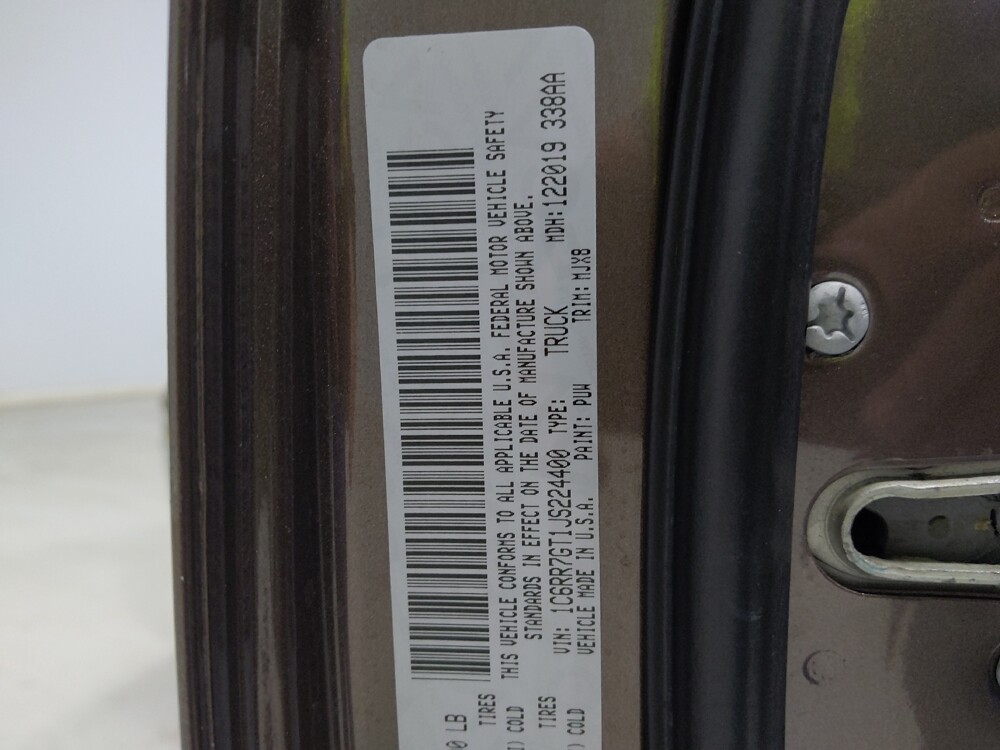 THIS VEHICLE CONFORMS TO ALL APPLICABLE U.S.A. FEDERAL MOTOR VEHICLE SAFETY
STANDARDS IN EFFECT ON THE DATE OF MANUFACTURE SHOWN ABOVE.
VIN: 1C6RR7GT1JS224400 TYPE: TRUCK MDH: 122019 338AA
VEHICLE MADE IN U.S.A. PAINT: PUW TRIM: MJX8
0 LB
TIRES
) COLD
TIRES
) COLD